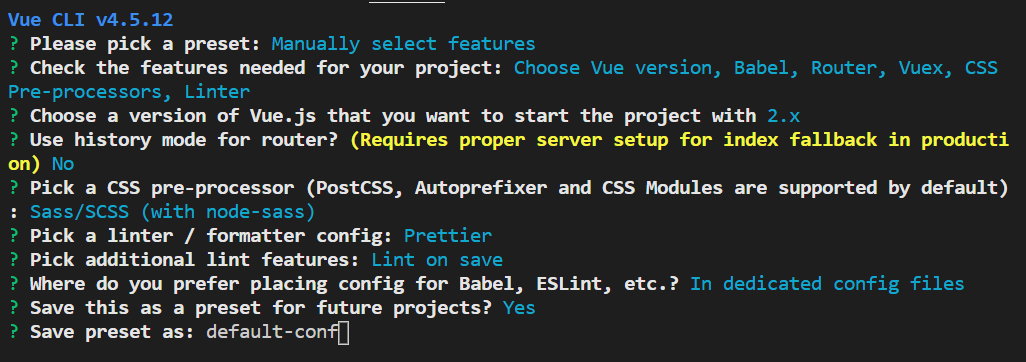 Vue CLI v4.5.12
? Please pick a preset: Manually select features
? Check the features needed for your project: Choose Vue version, Babel, Router, Vuex, CSS
Pre-processors, Linter
? Choose a version of Vue.js that you want to start the project with 2.x
? Use history mode for router? (Requires proper server setup for index fallback in producti
on) No
? Pick a CSS pre-processor (PostCSS, Autoprefixer and CSS Modules are supported by default)
: Sass/SCSS (with node-sass)
? Pick a linter / formatter config: Prettier
? Pick additional lint features: Lint on save
? Where do you prefer placing config for Babel, ESLint, etc.? In dedicated config files
? Save this as a preset for future projects? Yes
? Save preset as: default-conf